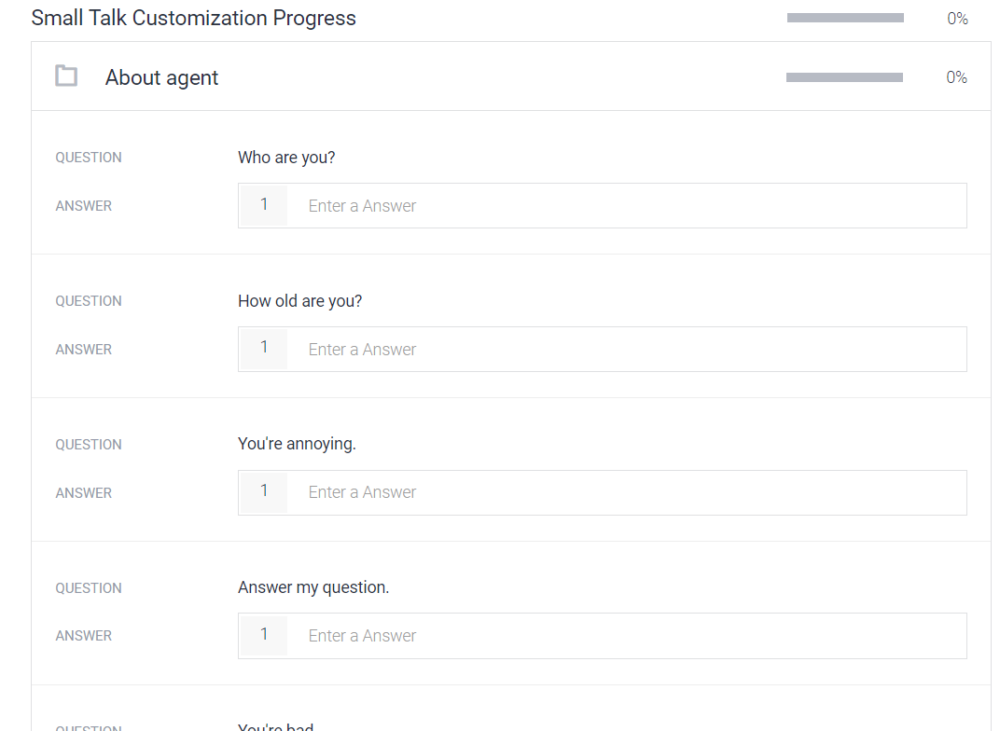 Small Talk Customization Progress 0%
About agent 0%
QUESTION Who are you?
ANSWER 1 Enter a Answer
QUESTION How old are you?
ANSWER 1 Enter a Answer
QUESTION You're annoying.
ANSWER 1 Enter a Answer
QUESTION Answer my question.
ANSWER 1 Enter a Answer
QUESTION You're bad